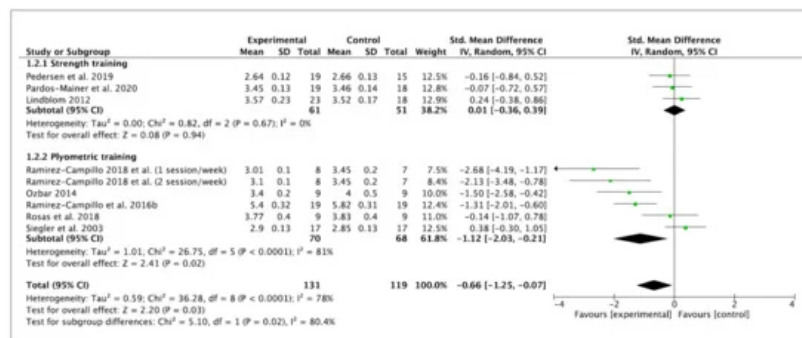 Experimental Control Std. Mean Difference Std. Mean Difference
Study or Subgroup Mean SD Total Mean SD Total Weight IV, Random, 95% CI IV, Random, 95% CI
1.2.1 Strength training
Pedersen et al. 2019 2.64 0.12 19 2.66 0.13 15 12.5% -0.16 [-0.84, 0.52]
Pardos-Mainer et al. 2020 3.45 0.13 19 3.46 0.14 18 12.8% -0.07 [-0.72, 0.57]
Lindblom 2012 3.57 0.23 23 3.52 0.17 18 13.0% 0.24 [-0.38, 0.86]
Subtotal (95% CI) 61 51 38.2% 0.01 [-0.36, 0.39]
Heterogeneity: Tau² = 0.00; Chi² = 0.82, df = 2 (P = 0.67); I² = 0%
Test for overall effect: Z = 0.08 (P = 0.94)
1.2.2 Plyometric training
Ramirez-Campillo 2018 et al. (1 session/week) 3.01 0.1 8 3.45 0.2 7 7.5% -2.68 [-4.19, -1.17]
Ramirez-Campillo 2018 et al. (2 session/week) 3.1 0.1 8 3.45 0.2 7 8.4% -2.13 [-3.48, -0.78]
Ozbar 2014 3.4 0.2 9 4 0.5 9 9.6% -1.50 [-2.58, -0.42]
Ramirez-Campillo et al. 2016b 5.4 0.32 19 5.82 0.31 19 12.3% -1.31 [-2.01, -0.60]
Rosas et al. 2018 3.77 0.4 9 3.83 0.4 9 11.0% -0.14 [-1.07, 0.78]
Siegler et al. 2003 2.9 0.13 17 2.85 0.13 17 12.5% 0.38 [-0.30, 1.05]
Subtotal (95% CI) 70 68 61.8% -1.12 [-2.03, -0.21]
Heterogeneity: Tau² = 1.01, Chi² = 26.75, df = 5 (P < 0.0001); I² = 81%
Test for overall effect: Z = 2.41 (P = 0.02)
Total (95% CI) 131 119 100.0% -0.66 [-1.25, -0.07]
Heterogeneity: Tau² = 0.59; Chi² = 36.28, df = 8 (P < 0.0001); I² = 78%
Test for overall effect: Z = 2.20 (P = 0.03)
Test for subgroup differences: Chi² = 5.10, df = 1 (P = 0.02), I² = 80.4%
-4 -2 0 2 4
Favours [experimental] Favours [control]